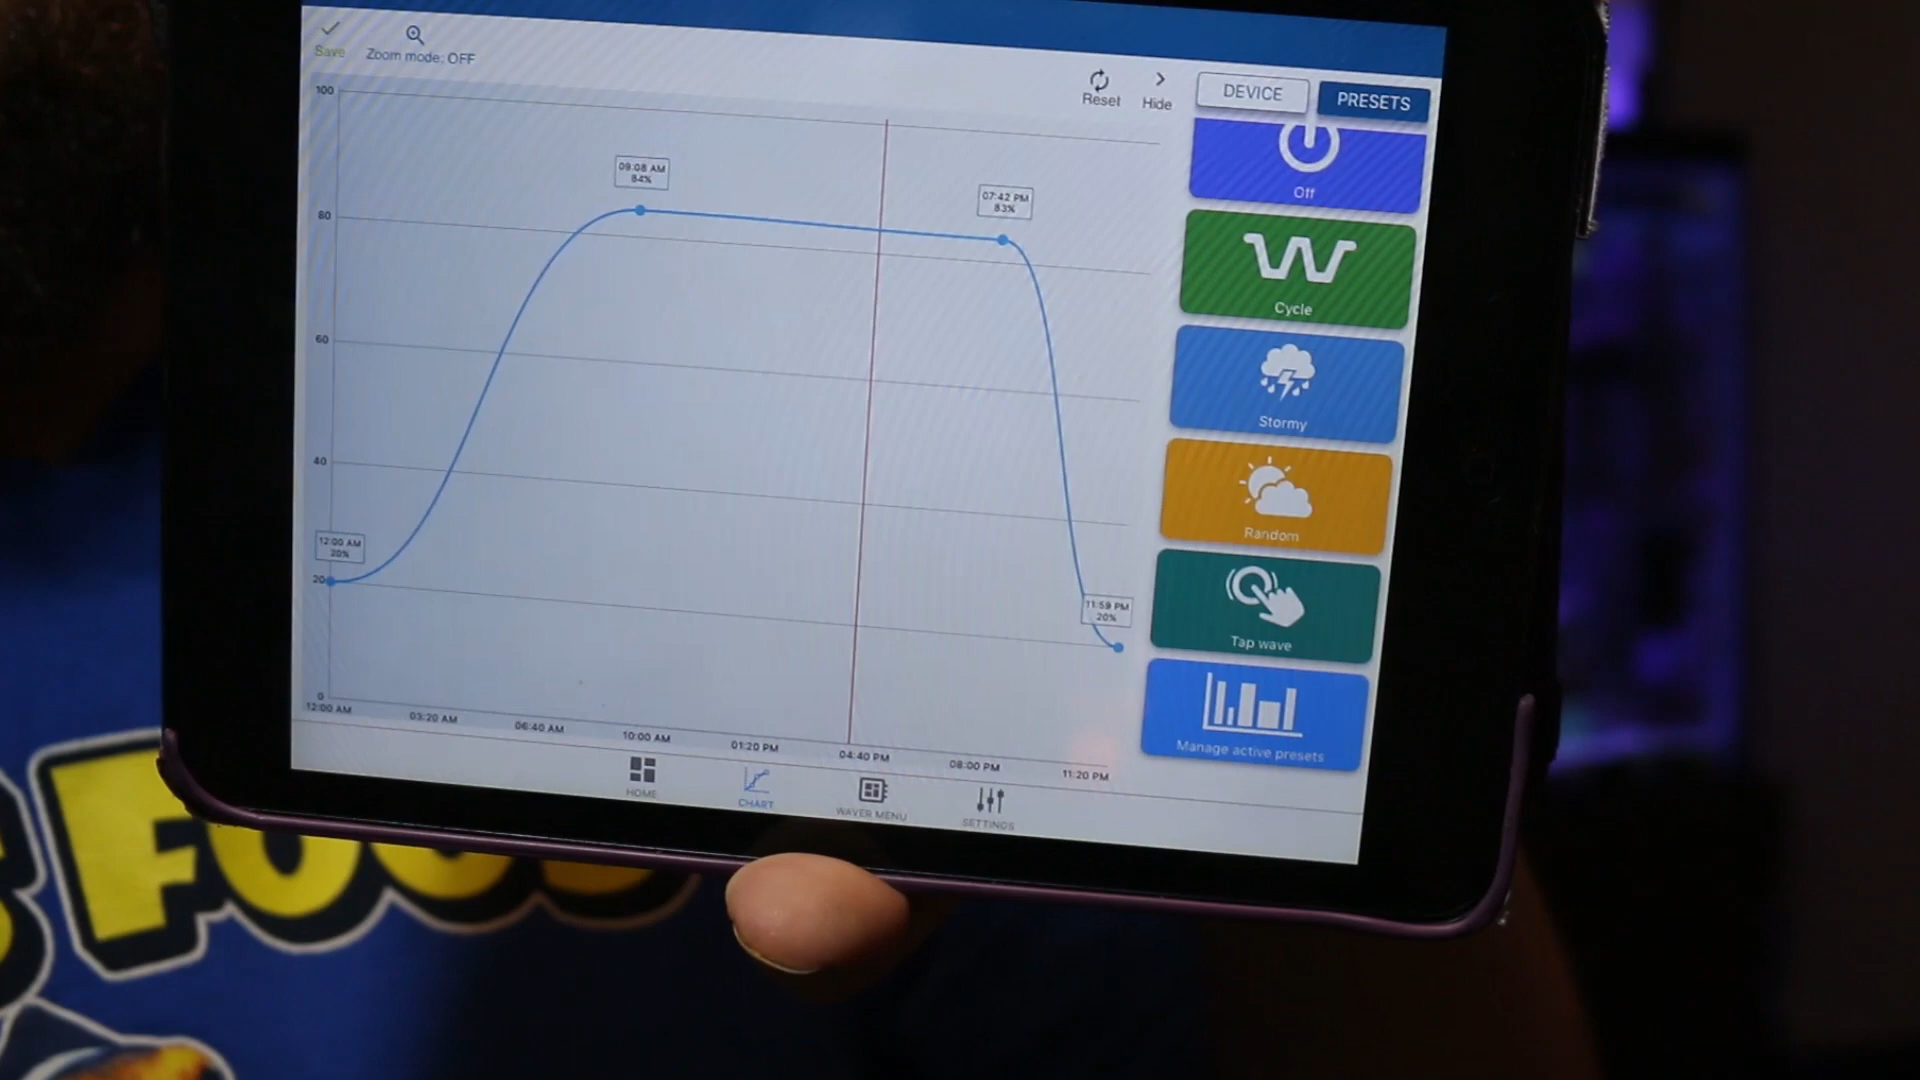 Save
Zoom mode: OFF
Reset
Hide
DEVICE
PRESETS
100
80
60
40
20
0
09:08 AM
84%
07:42 PM
83%
12:00 AM
20%
11:59 PM
20%
12:00 AM
03:20 AM
06:40 AM
10:00 AM
01:20 PM
04:40 PM
08:00 PM
11:20 PM
Off
Cycle
Stormy
Random
Tap wave
Manage active presets
HOME
CHART
WAVER MENU
SETTINGS